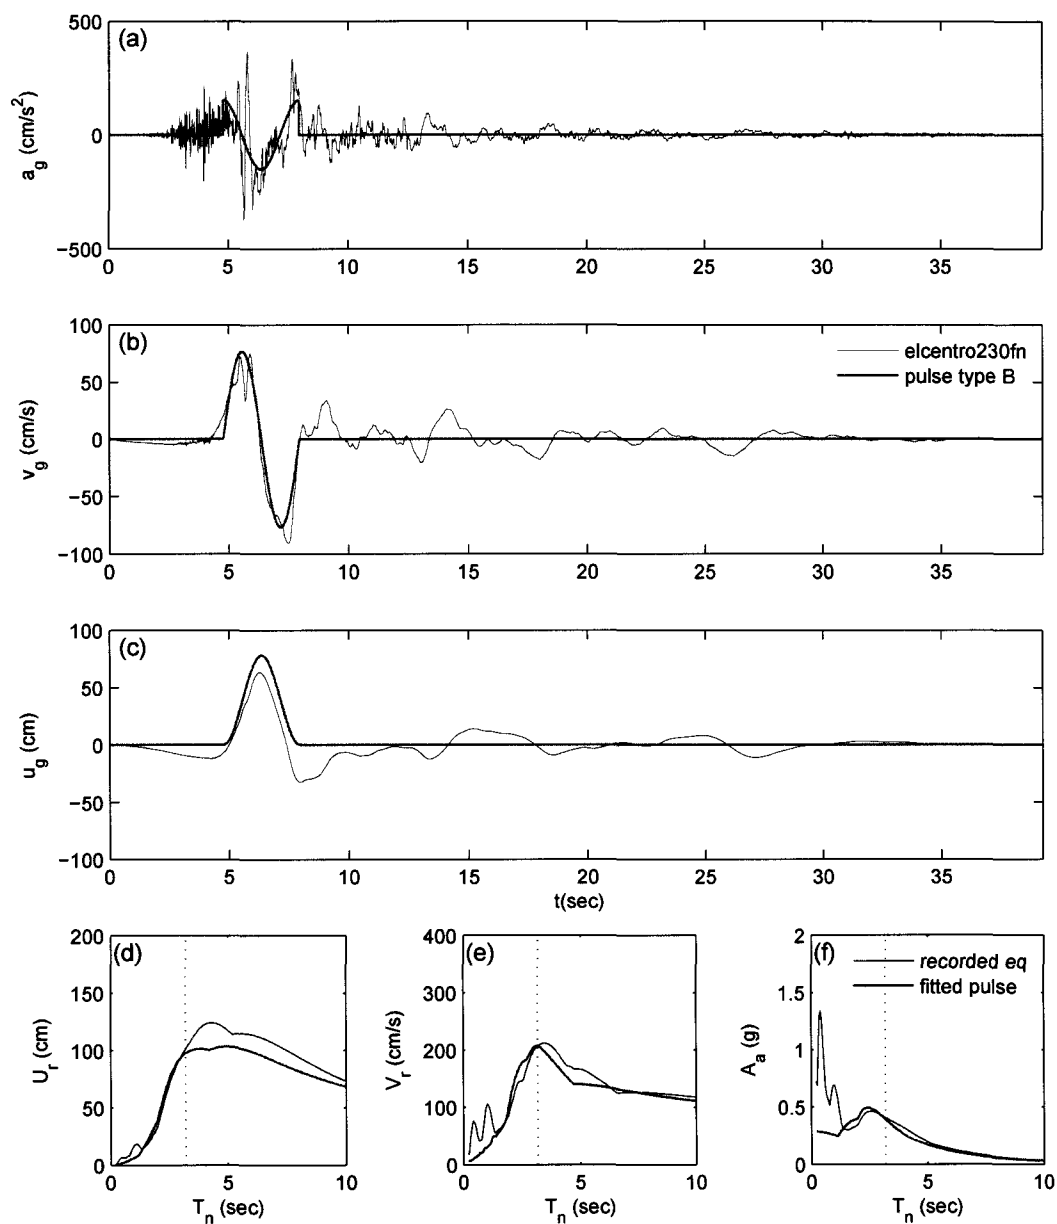 (a)
500
0
−500
a_g (cm/s²)
0 5 10 15 20 25 30 35
(b)
100
50
0
−50
−100
v_g (cm/s)
elcentro230fn
pulse type B
0 5 10 15 20 25 30 35
(c)
100
50
0
−50
−100
u_g (cm)
0 5 10 15 20 25 30 35
t(sec)
(d)
200
150
100
50
0
U_r (cm)
0 5 10
T_n (sec)
(e)
400
300
200
100
0
V_r (cm/s)
0 5 10
T_n (sec)
(f)
2
1.5
1
0.5
0
A_a (g)
recorded eq
fitted pulse
0 5 10
T_n (sec)